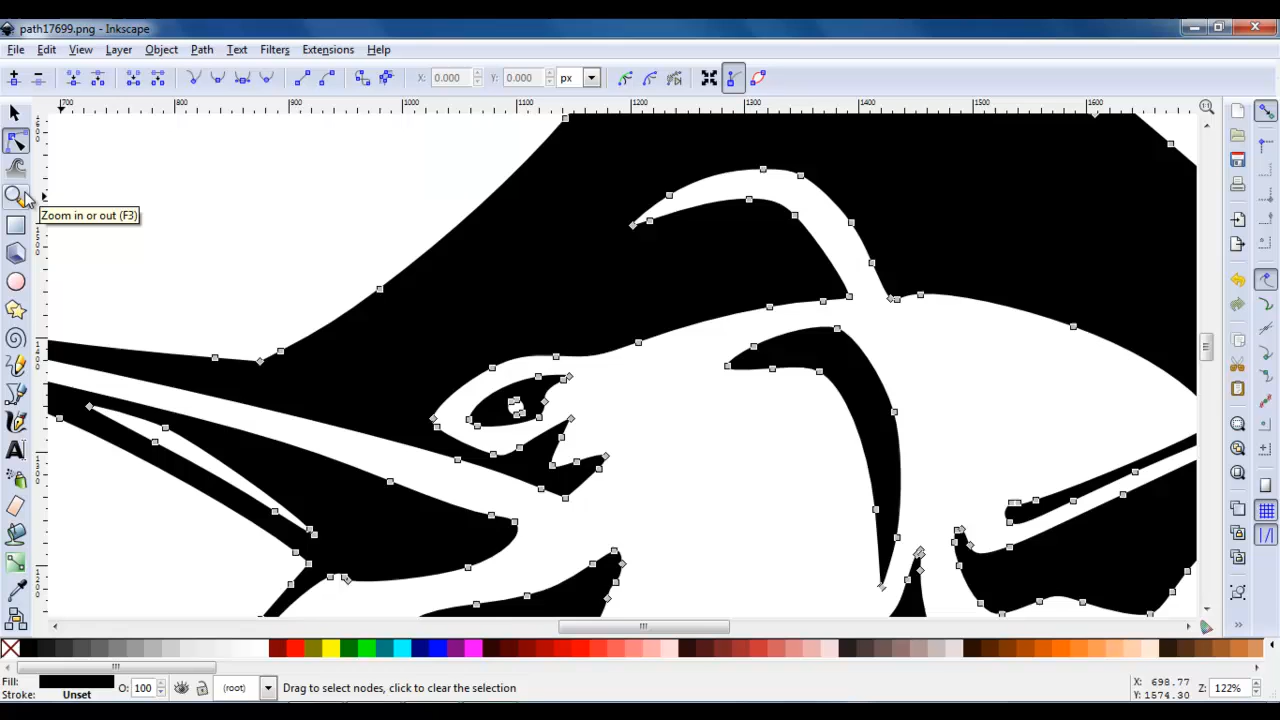 path17699.png - Inkscape
File Edit View Layer Object Path Text Filters Extensions Help
X: 0.000 Y: 0.000 px
700 800 900 1000 1100 1200 1300 1400 1500 1600
Zoom in or out (F3)
Fill:
Stroke: Unset
O: 100
(root)
Drag to select nodes, click to clear the selection
X: 698.77
Y: 1574.30
Z: 122%